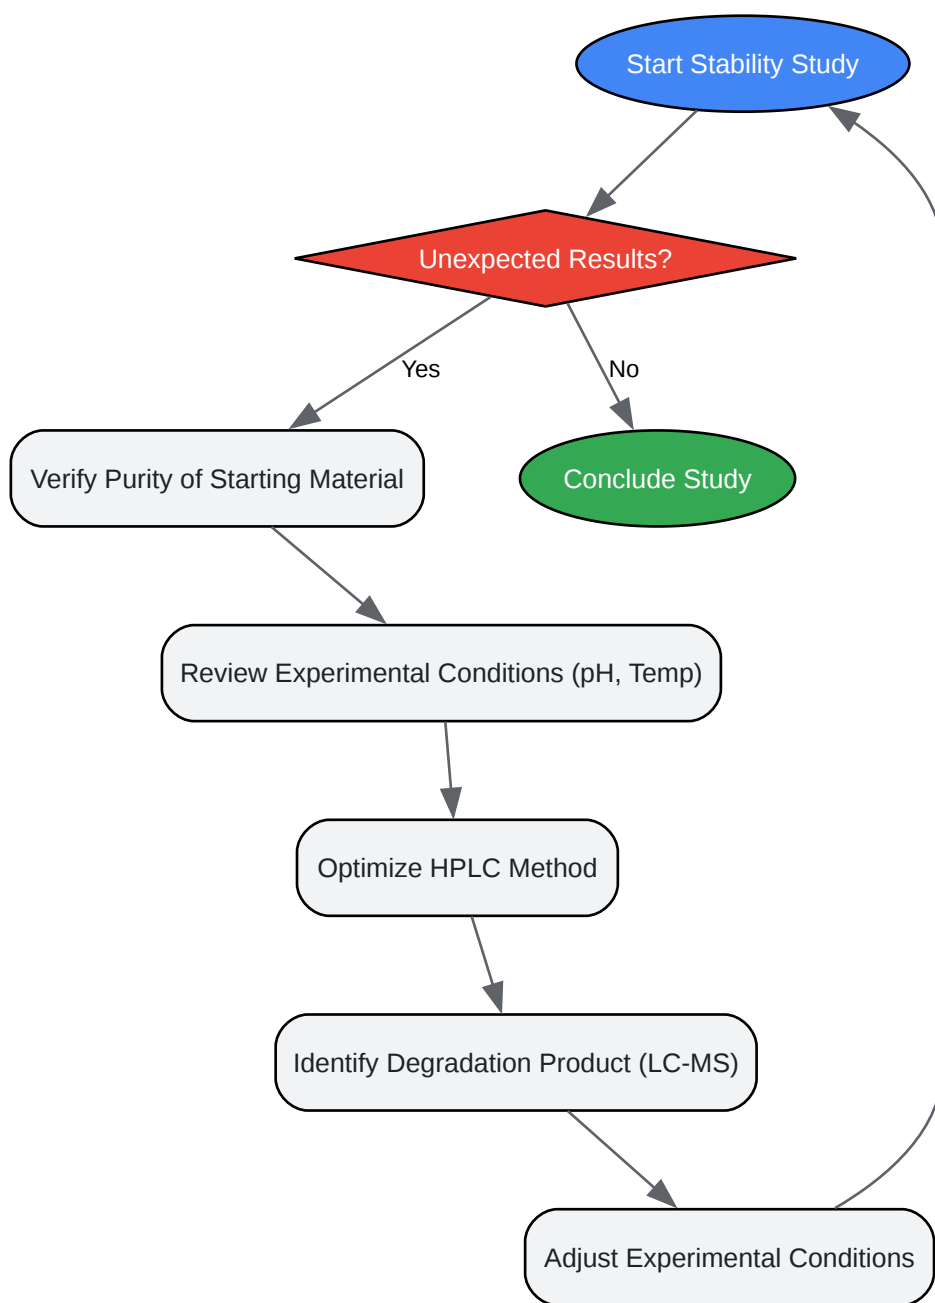 Start Stability Study
Unexpected Results?
Yes
No
Verify Purity of Starting Material
Conclude Study
Review Experimental Conditions (pH, Temp)
Optimize HPLC Method
Identify Degradation Product (LC-MS)
Adjust Experimental Conditions